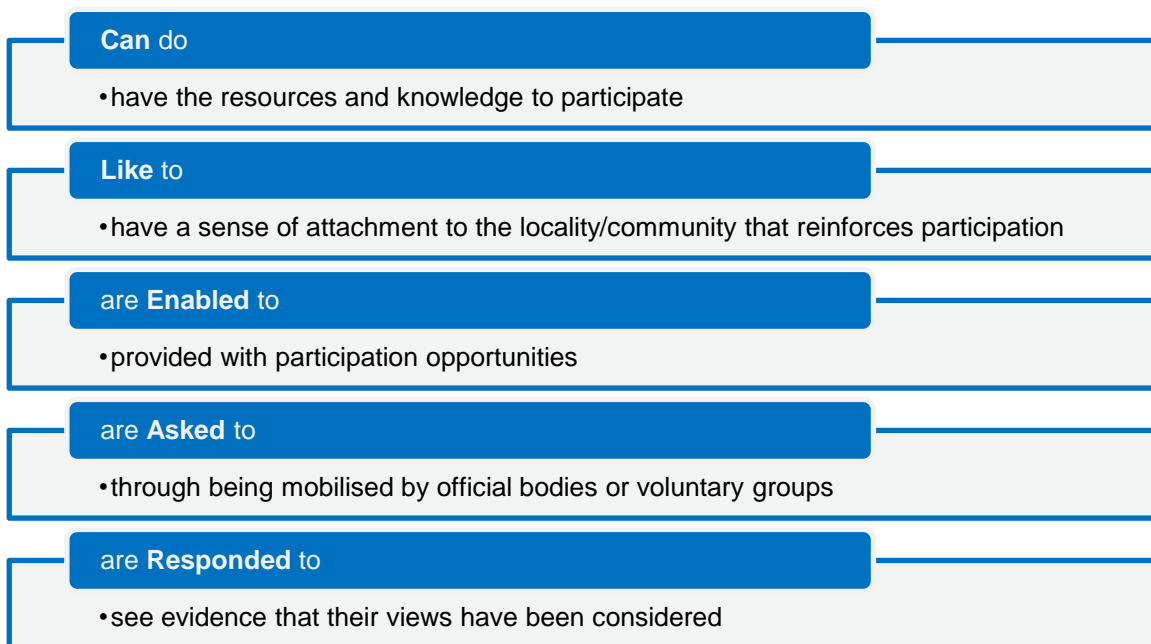 Can do
•have the resources and knowledge to participate
Like to
•have a sense of attachment to the locality/community that reinforces participation
are Enabled to
•provided with participation opportunities
are Asked to
•through being mobilised by official bodies or voluntary groups
are Responded to
•see evidence that their views have been considered